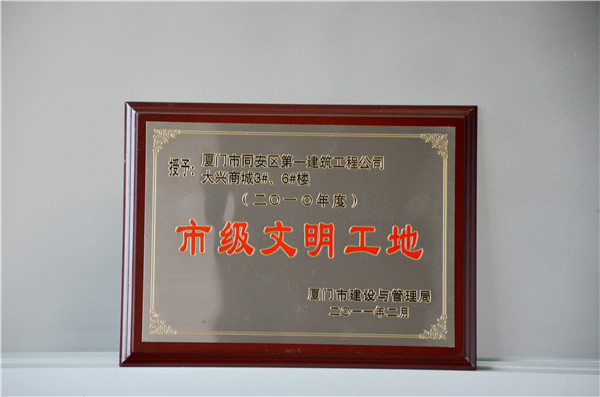 授予：厦门市同安区第一建筑工程公司
大兴商城3#、6#楼
（二〇一〇年度）
市级文明工地
厦门市建设与管理局
二〇一一年二月